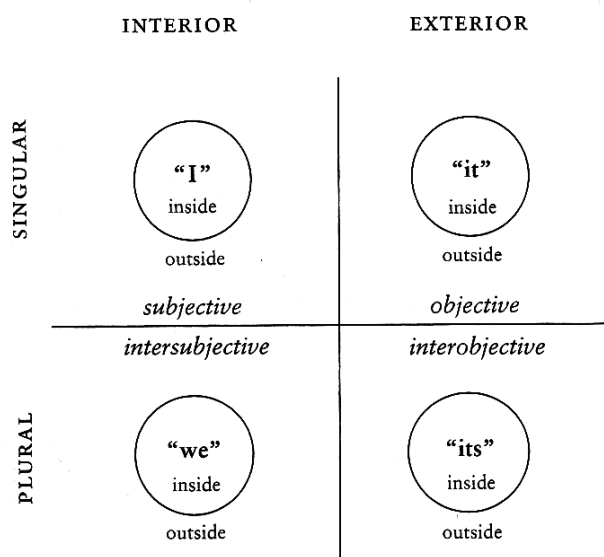 INTERIOR
EXTERIOR
SINGULAR
“I”
inside
outside
subjective
“it”
inside
outside
objective
PLURAL
intersubjective
“we”
inside
outside
interobjective
“its”
inside
outside